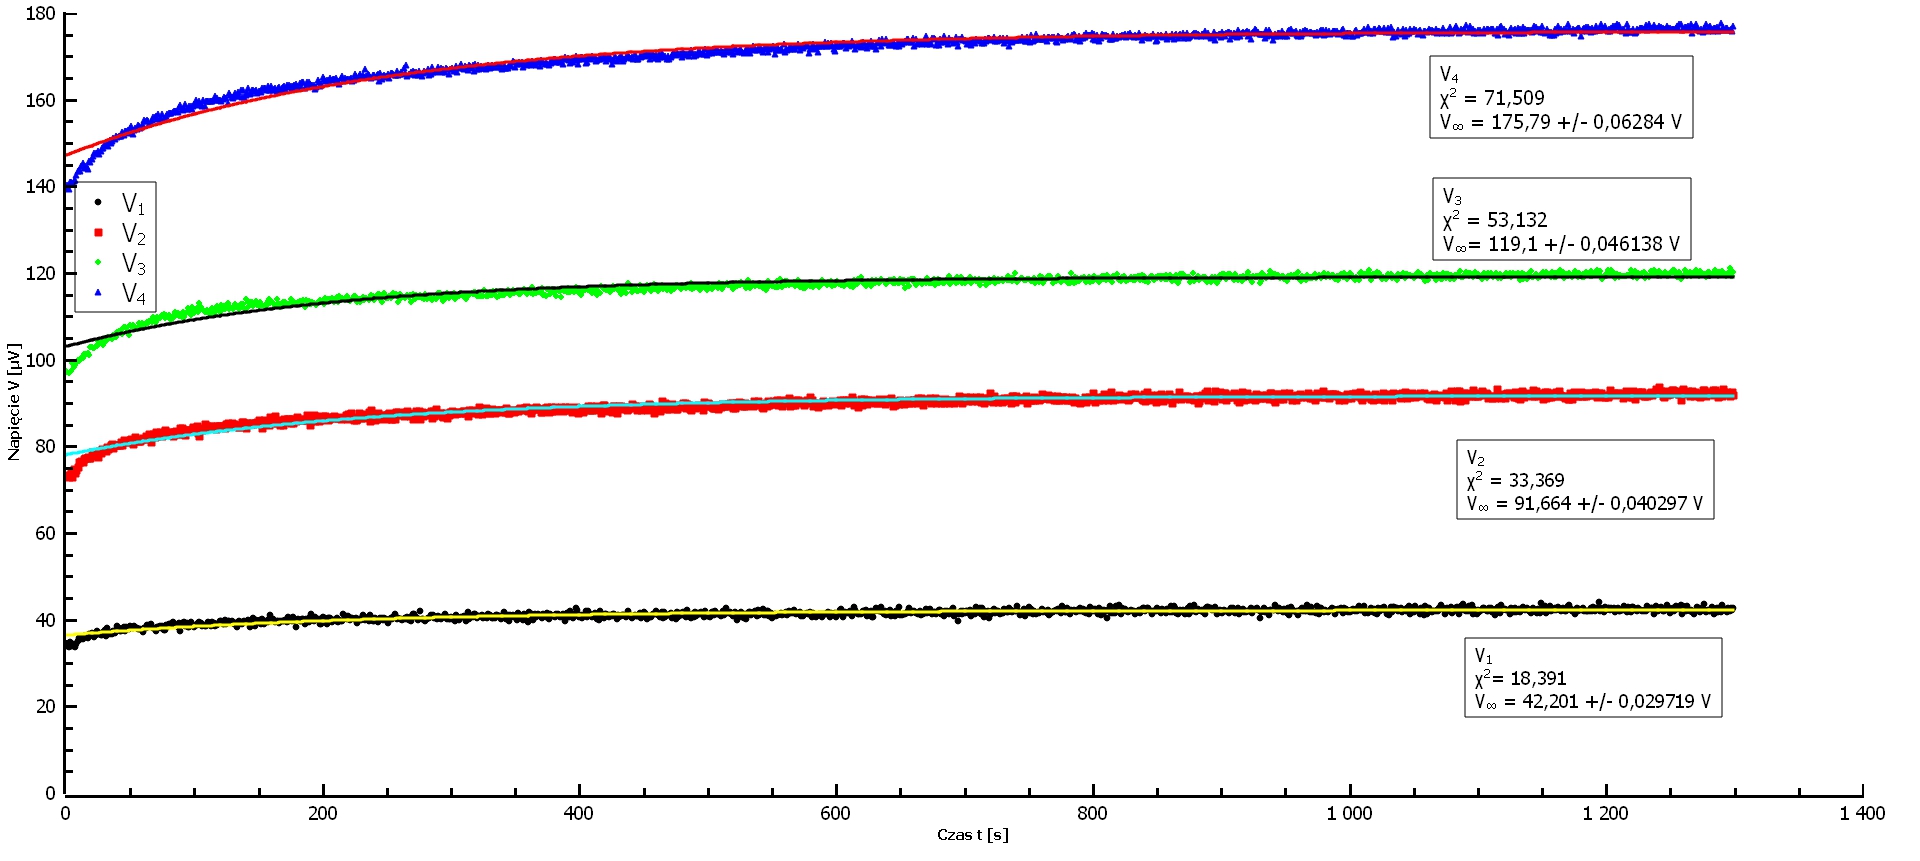 180
160
140
120
100
80
60
40
20
0
Napięcie V [µV]
V1
V2
V3
V4
V4
χ² = 71,509
V∞ = 175,79 +/- 0,06284 V
V3
χ² = 53,132
V∞= 119,1 +/- 0,046138 V
V2
χ² = 33,369
V∞ = 91,664 +/- 0,040297 V
V1
χ²= 18,391
V∞ = 42,201 +/- 0,029719 V
0 200 400 600 800 1 000 1 200 1 400
Czas t [s]